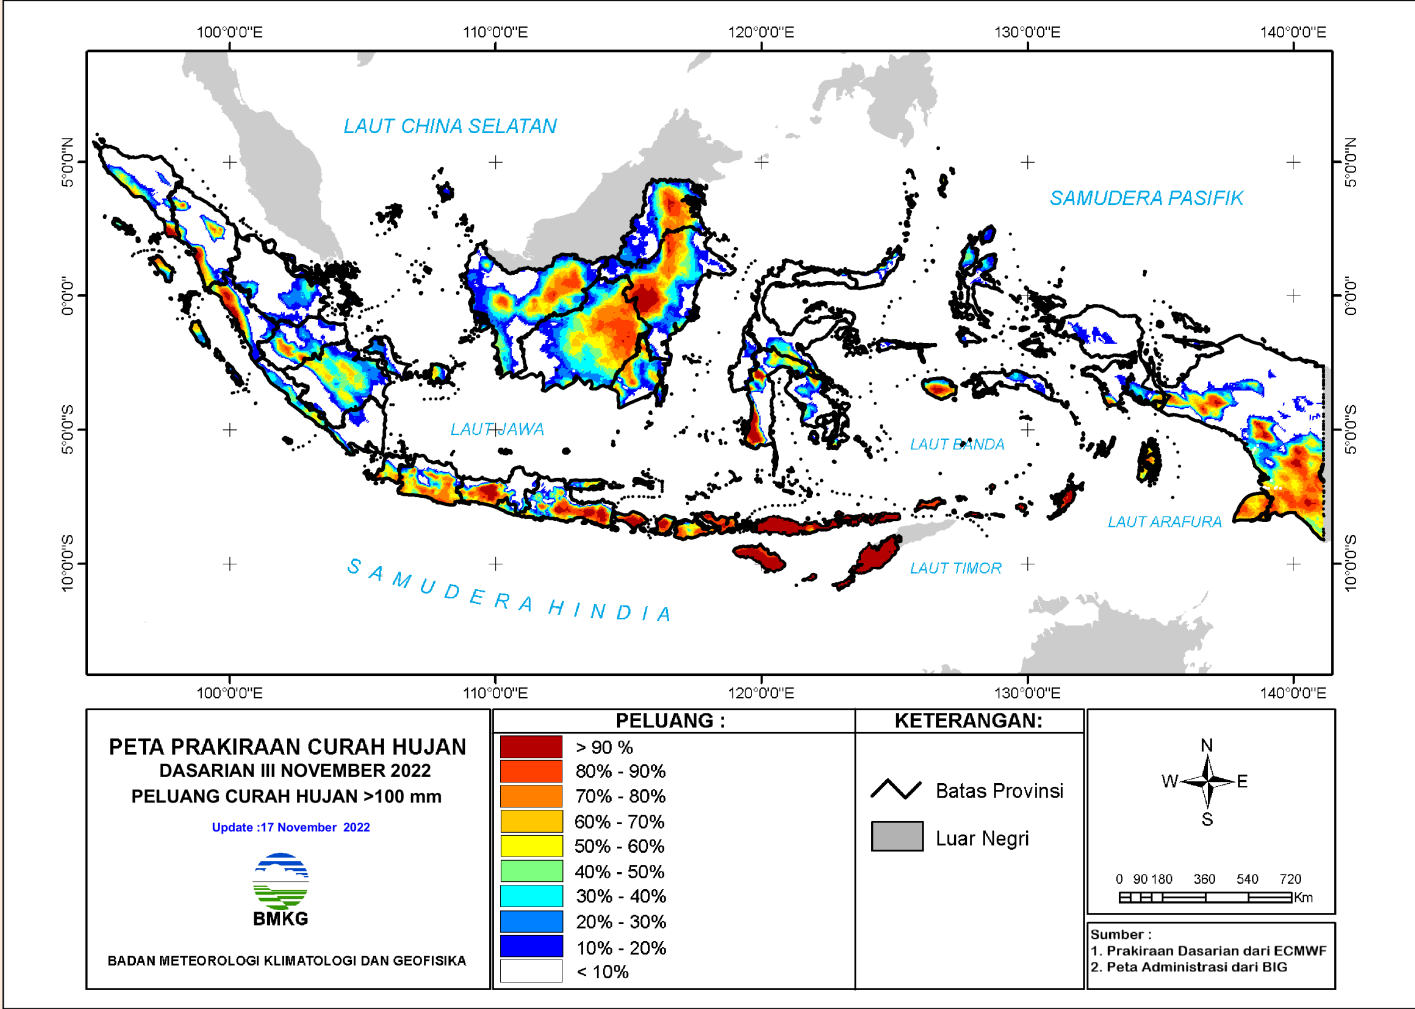 100°0'0"E 110°0'0"E 120°0'0"E 130°0'0"E 140°0'0"E
LAUT CHINA SELATAN
5°0'0"N 5°0'0"N
SAMUDERA PASIFIK
0°0'0" 0°0'0"
LAUT JAWA
LAUT BANDA
5°0'0"S 5°0'0"S
LAUT ARAFURA
LAUT TIMOR
10°0'0"S 10°0'0"S
SAMUDERA HINDIA
100°0'0"E 110°0'0"E 120°0'0"E 130°0'0"E 140°0'0"E
PETA PRAKIRAAN CURAH HUJAN
DASARIAN III NOVEMBER 2022
PELUANG CURAH HUJAN >100 mm
Update :17 November 2022
BMKG
BADAN METEOROLOGI KLIMATOLOGI DAN GEOFISIKA
PELUANG :
> 90 %
80% - 90%
70% - 80%
60% - 70%
50% - 60%
40% - 50%
30% - 40%
20% - 30%
10% - 20%
< 10%
KETERANGAN:
Batas Provinsi
Luar Negri
N
W E
S
0 90 180 360 540 720
Km
Sumber :
1. Prakiraan Dasarian dari ECMWF
2. Peta Administrasi dari BIG